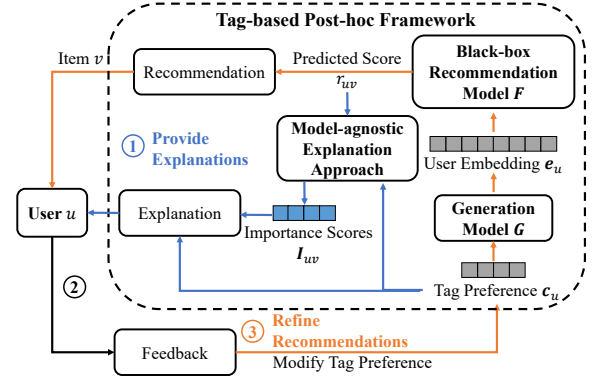 Tag-based Post-hoc Framework
Item v
Recommendation
Predicted Score
r_uv
Black-box
Recommendation
Model F
1 Provide
Explanations
Model-agnostic
Explanation
Approach
User Embedding e_u
User u
Explanation
Importance Scores
I_uv
Generation
Model G
Tag Preference c_u
2
3 Refine
Recommendations
Feedback
Modify Tag Preference